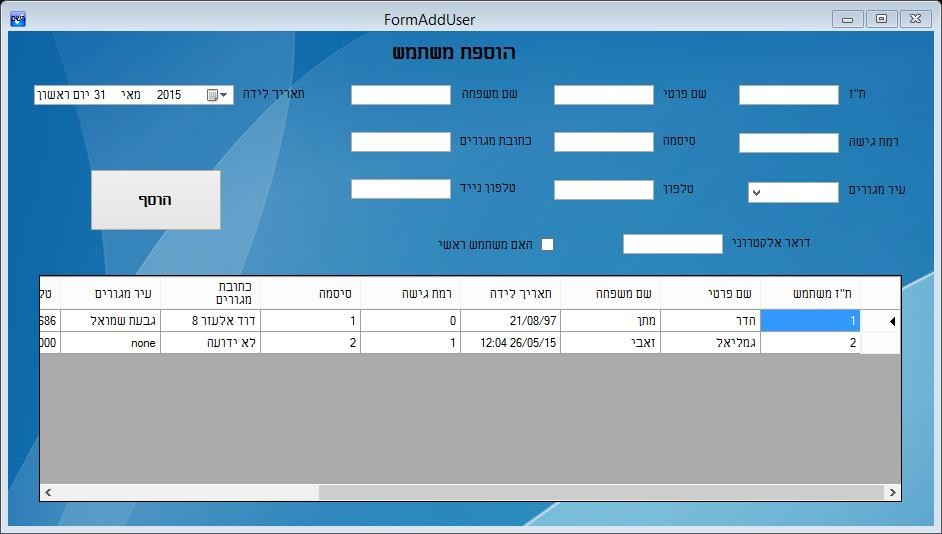 FormAddUser
הוספת משתמש
ת"ז שם פרטי שם משפחה תאריך לידה יום ראשון 31 מאי 2015
רמת גישה סיסמה כתובת מגורים
עיר מגורים טלפון טלפון נייד
הוסף
דואר אלקטרוני האם משתמש ראשי
ת"ז משתמש שם פרטי שם משפחה תאריך לידה רמת גישה סיסמה כתובת מגורים עיר מגורים טל
1 הדר מתן 21/08/97 0 1 דוד אלעזר 8 גבעת שמואל 686
2 גמליאל זאבי 26/05/15 12:04 1 2 לא ידועה none 000